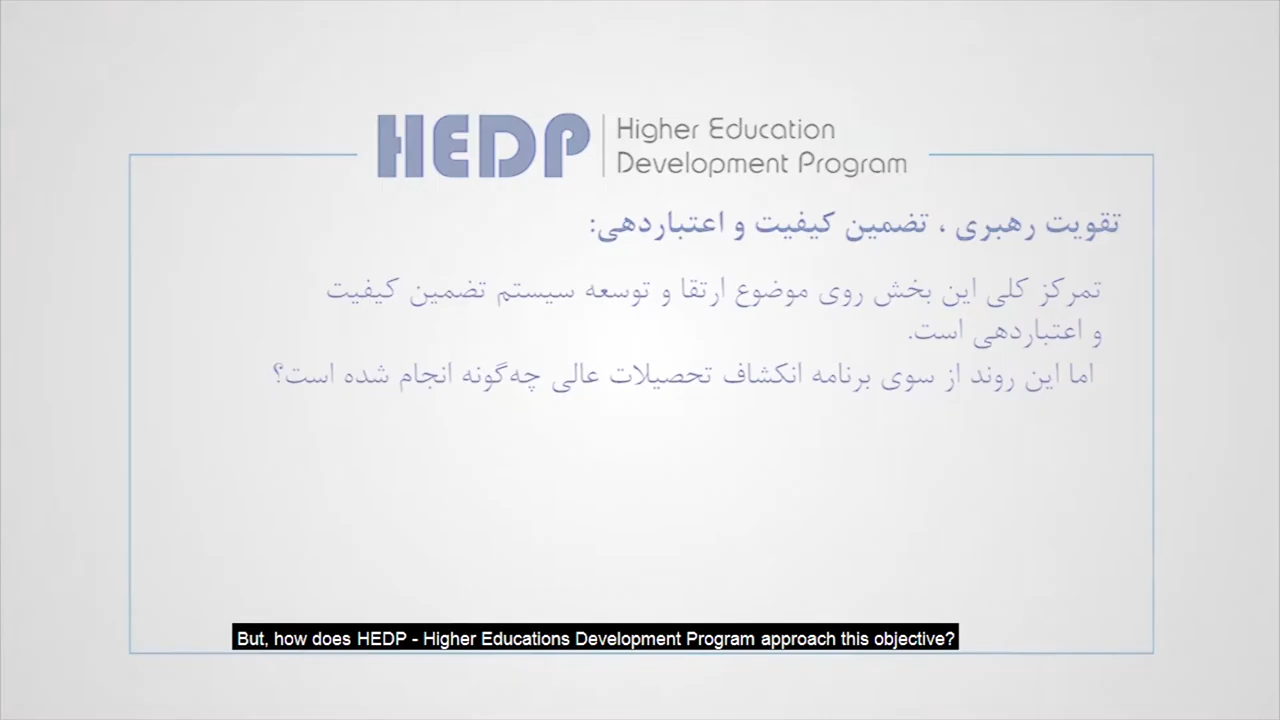 HEDP
Higher Education
Development Program
تقویت رهبری ، تضمین کیفیت و اعتباردهی:
تمرکز کلی این بخش روی موضوع ارتقا و توسعه سیستم تضمین کیفیت
و اعتباردهی است.
اما این روند از سوی برنامه انکشاف تحصیلات عالی چه‌گونه انجام شده است؟
But, how does HEDP - Higher Educations Development Program approach this objective?